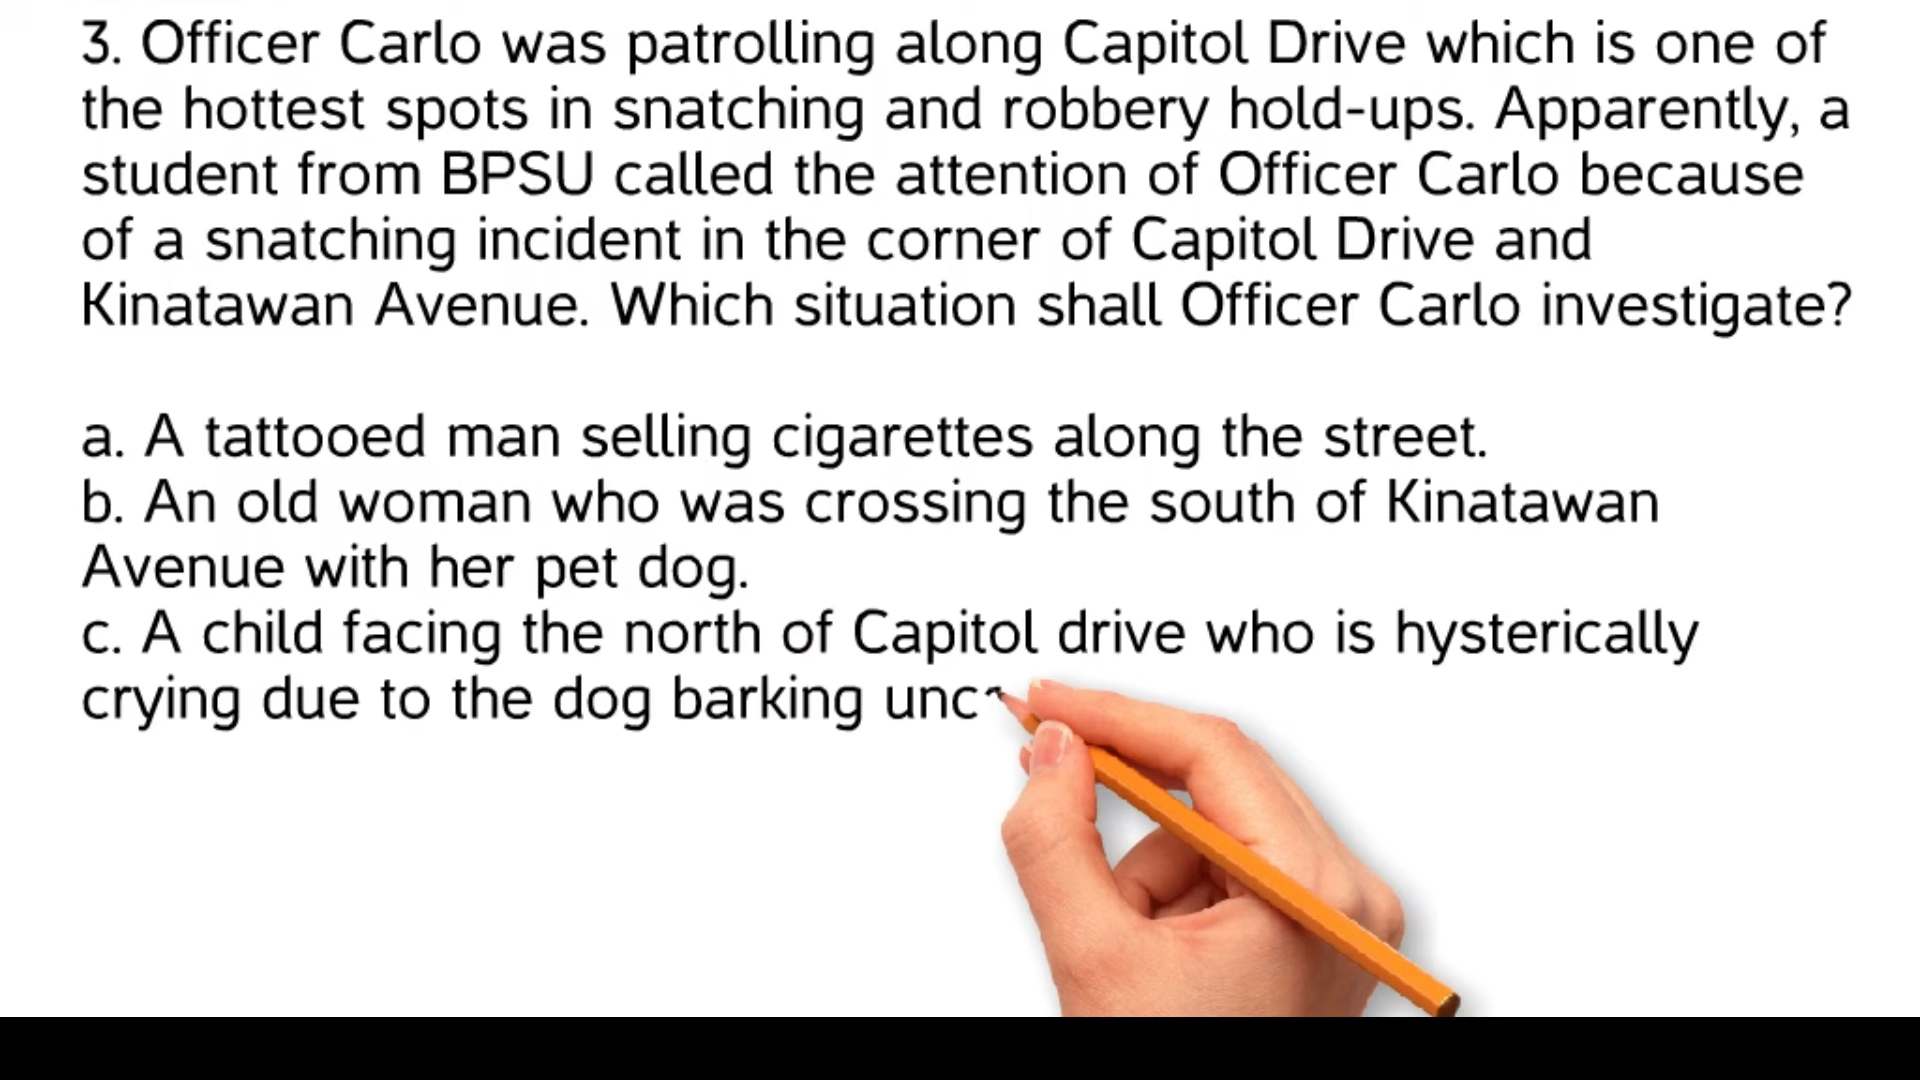 3. Officer Carlo was patrolling along Capitol Drive which is one of
the hottest spots in snatching and robbery hold-ups. Apparently, a
student from BPSU called the attention of Officer Carlo because
of a snatching incident in the corner of Capitol Drive and
Kinatawan Avenue. Which situation shall Officer Carlo investigate?
a. A tattooed man selling cigarettes along the street.
b. An old woman who was crossing the south of Kinatawan
Avenue with her pet dog.
c. A child facing the north of Capitol drive who is hysterically
crying due to the dog barking